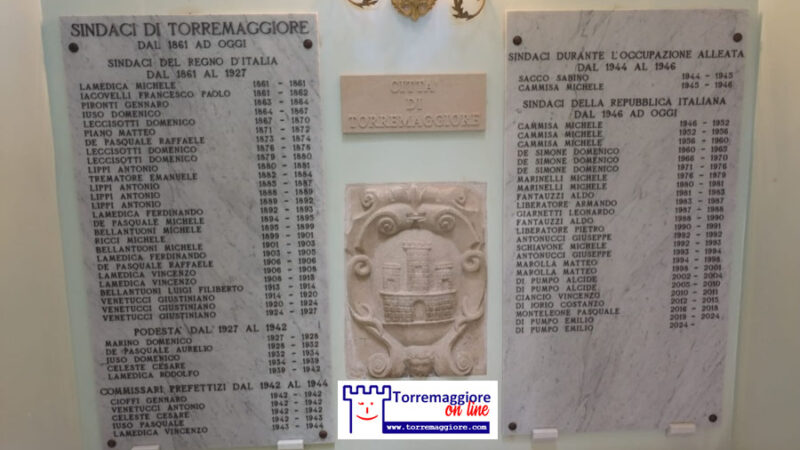 SINDACI DI TORREMAGGIORE
DAL 1861 AD OGGI
SINDACI DEL REGNO D'ITALIA
DAL 1861 AL 1927
LAMEDICA MICHELE 1861 - 1861
IACOVELLI FRANCESCO PAOLO 1861 - 1862
PIRONTI GENNARO 1863 - 1864
IUSO DOMENICO 1864 - 1867
LECCISOTTI DOMENICO 1867 - 1870
PIANO MATTEO 1871 - 1872
DE PASQUALE RAFFAELE 1873 - 1874
LECCISOTTI DOMENICO 1876 - 1878
LECCISOTTI DOMENICO 1879 - 1880
LIPPI ANTONIO 1880 - 1881
TREMATORE EMANUELE 1882 - 1884
LIPPI ANTONIO 1885 - 1887
LIPPI ANTONIO 1888 - 1889
LIPPI ANTONIO 1889 - 1892
LAMEDICA FERDINANDO 1892 - 1893
DE PASQUALE MICHELE 1894 - 1895
BELLANTUONI MICHELE 1895 - 1899
RICCI MICHELE 1899 - 1901
BELLANTUONI MICHELE 1901 - 1903
LAMEDICA FERDINANDO 1903 - 1905
DE PASQUALE RAFFAELE 1906 - 1906
LAMEDICA VINCENZO 1906 - 1908
LAMEDICA VINCENZO 1908 - 1913
BELLANTUONI LUIGI FILIBERTO 1913 - 1914
VENETUCCI GIUSTINIANO 1914 - 1920
VENETUCCI GIUSTINIANO 1920 - 1924
VENETUCCI GIUSTINIANO 1924 - 1927
PODESTA' DAL 1927 AL 1942
MARINO DOMENICO 1927 - 1928
DE PASQUALE AURELIO 1928 - 1932
IUSO DOMENICO 1932 - 1934
CELESTE CESARE 1934 - 1939
LAMEDICA RODOLFO 1939 - 1942
COMMISSARI PREFETTIZI DAL 1942 AL 1944
CIOFFI GENNARO 1942 - 1942
VENETUCCI ANTONIO 1942 - 1942
CELESTE CESARE 1942 - 1942
IUSO PASQUALE 1942 - 1943
LAMEDICA VINCENZO 1943 - 1944
CITTÀ
DI
TORREMAGGIORE
SINDACI DURANTE L'OCCUPAZIONE ALLEATA
DAL 1944 AL 1946
SACCO SABINO 1944 - 1945
CAMMISA MICHELE 1945 - 1946
SINDACI DELLA REPUBBLICA ITALIANA
DAL 1946 AD OGGI
CAMMISA MICHELE 1946 - 1952
CAMMISA MICHELE 1952 - 1956
CAMMISA MICHELE 1956 - 1960
DE SIMONE DOMENICO 1960 - 1963
DE SIMONE DOMENICO 1966 - 1970
DE SIMONE DOMENICO 1971 - 1976
MARINELLI MICHELE 1976 - 1979
MARINELLI MICHELE 1980 - 1981
FANTAUZZI ALDO 1981 - 1983
LIBERATORE ARMANDO 1983 - 1987
GIARNETTI LEONARDO 1987 - 1988
FANTAUZZI ALDO 1988 - 1990
LIBERATORE PIETRO 1990 - 1991
ANTONUCCI GIUSEPPE 1992 - 1992
SCHIAVONE MICHELE 1992 - 1993
ANTONUCCI GIUSEPPE 1993 - 1994
MAROLLA MATTEO 1994 - 1998
MAROLLA MATTEO 1998 - 2001
DI PUMPO ALCIDE 2002 - 2004
DI PUMPO ALCIDE 2005 - 2010
CIANCIO VINCENZO 2010 - 2011
DI IORIO COSTANZO 2012 - 2015
MONTELEONE PASQUALE 2016 - 2018
DI PUMPO EMILIO 2019 - 2024
DI PUMPO EMILIO 2024 -
Torremaggiore
on line
www.torremaggiore.com